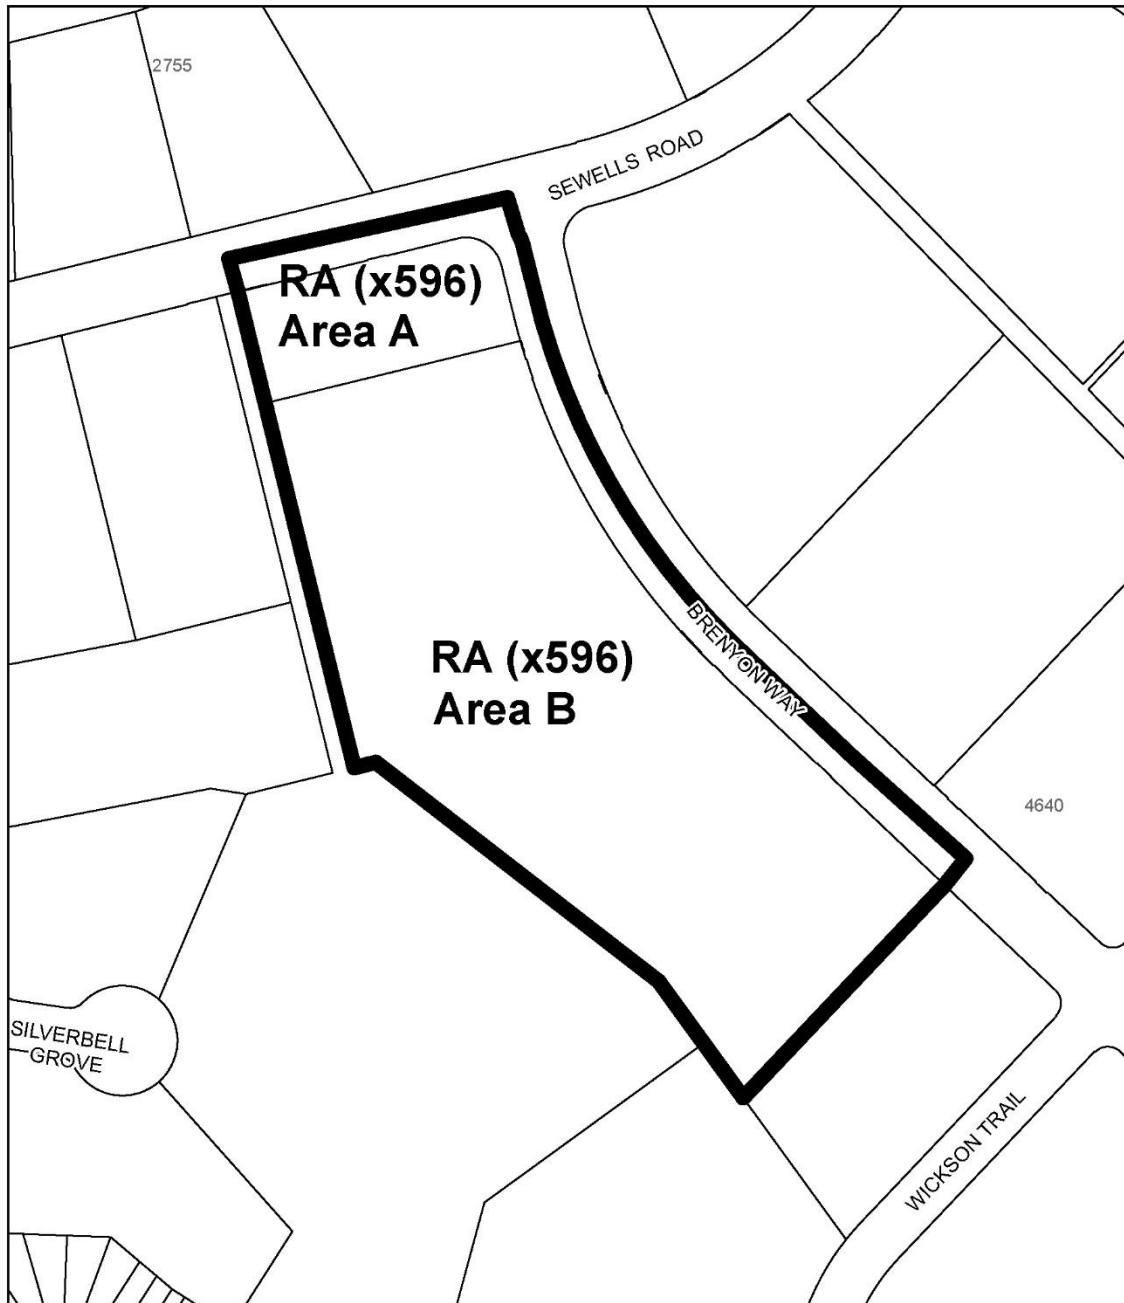 2755
SEWELLS ROAD
RA (x596)
Area A
BRENYON WAY
RA (x596)
Area B
4640
SILVERBELL
GROVE
WICKSON TRAIL